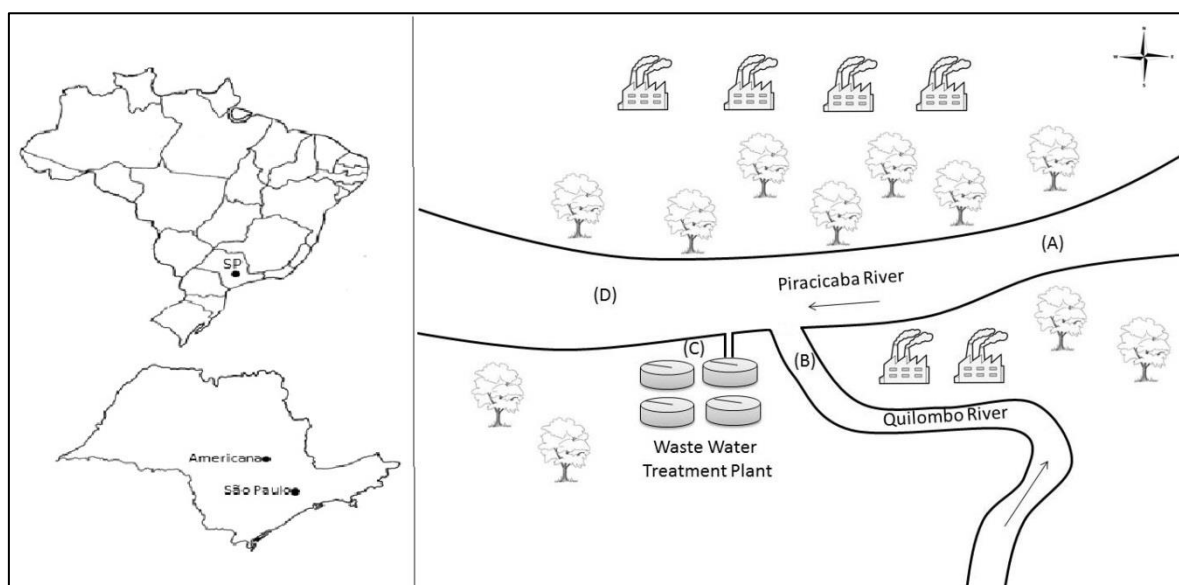 SP
Americana
São Paulo
N
W
E
S
(A)
Piracicaba River
(D)
(C)
(B)
Quilombo River
Waste Water
Treatment Plant